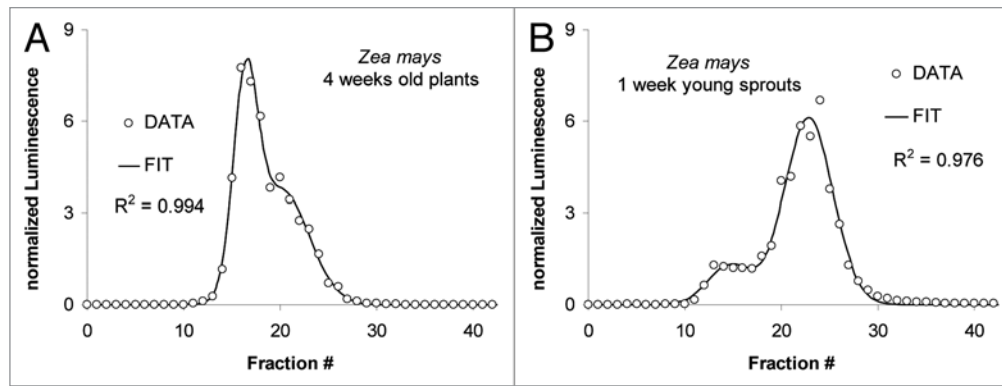 A
Zea mays
4 weeks old plants
DATA
FIT
R² = 0.994
normalized Luminescence
9
6
3
0
0 10 20 30 40
Fraction #
B
Zea mays
1 week young sprouts
DATA
FIT
R² = 0.976
normalized Luminescence
9
6
3
0
0 10 20 30 40
Fraction #